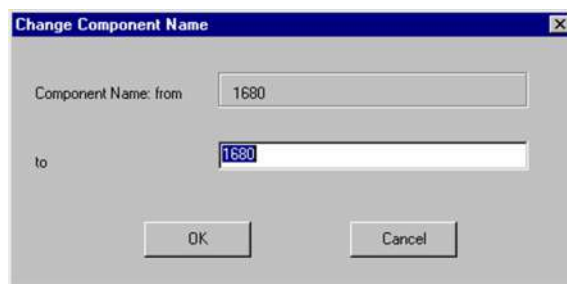 Change Component Name
Component Name: from 1680
to 1680
OK Cancel